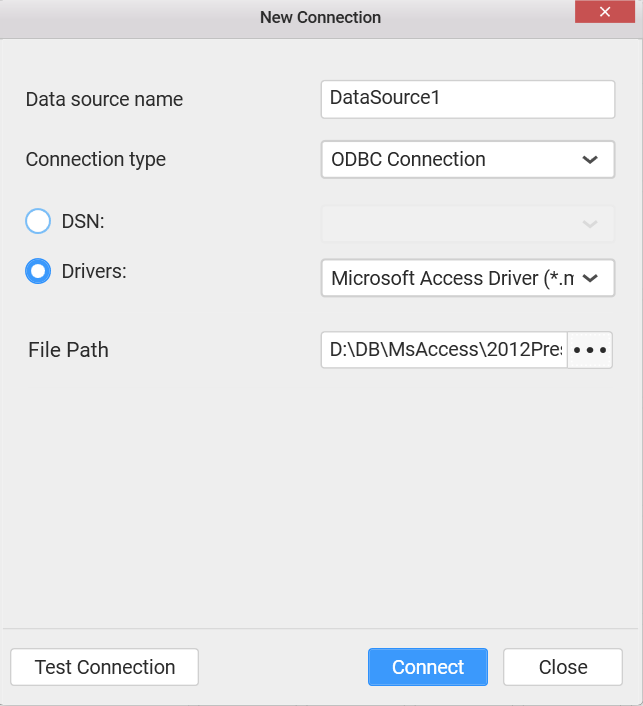 New Connection
Data source name
DataSource1
Connection type
ODBC Connection
DSN:
Drivers:
Microsoft Access Driver (*.m
File Path
D:\DB\MsAccess\2012Pres
Test Connection
Connect
Close